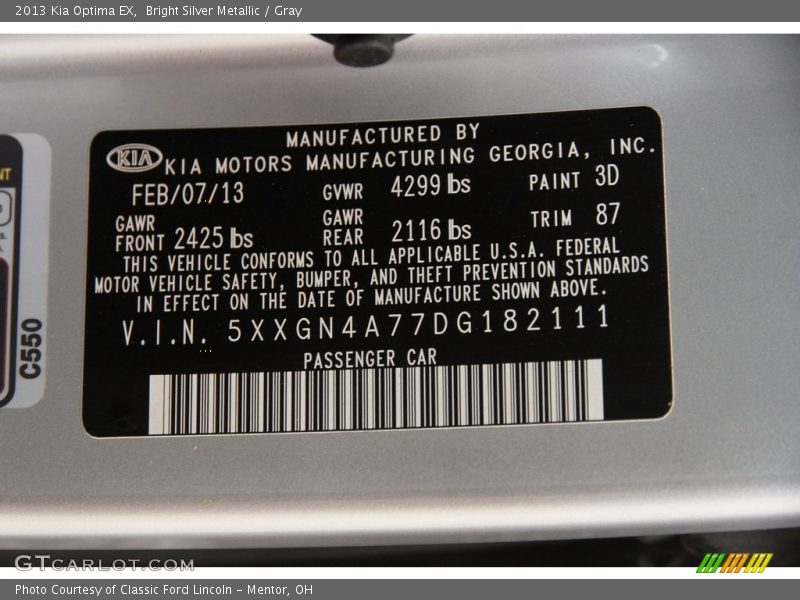 2013 Kia Optima EX, Bright Silver Metallic / Gray
MANUFACTURED BY
KIA KIA MOTORS MANUFACTURING GEORGIA, INC.
FEB/07/13 GVWR 4299 lbs PAINT 3D
GAWR FRONT 2425 lbs GAWR REAR 2116 lbs TRIM 87
THIS VEHICLE CONFORMS TO ALL APPLICABLE U.S.A. FEDERAL
MOTOR VEHICLE SAFETY, BUMPER, AND THEFT PREVENTION STANDARDS
IN EFFECT ON THE DATE OF MANUFACTURE SHOWN ABOVE.
V.I.N. 5XXGN4A77DG182111
PASSENGER CAR
C550
GTCARLOT.COM
Photo Courtesy of Classic Ford Lincoln - Mentor, OH